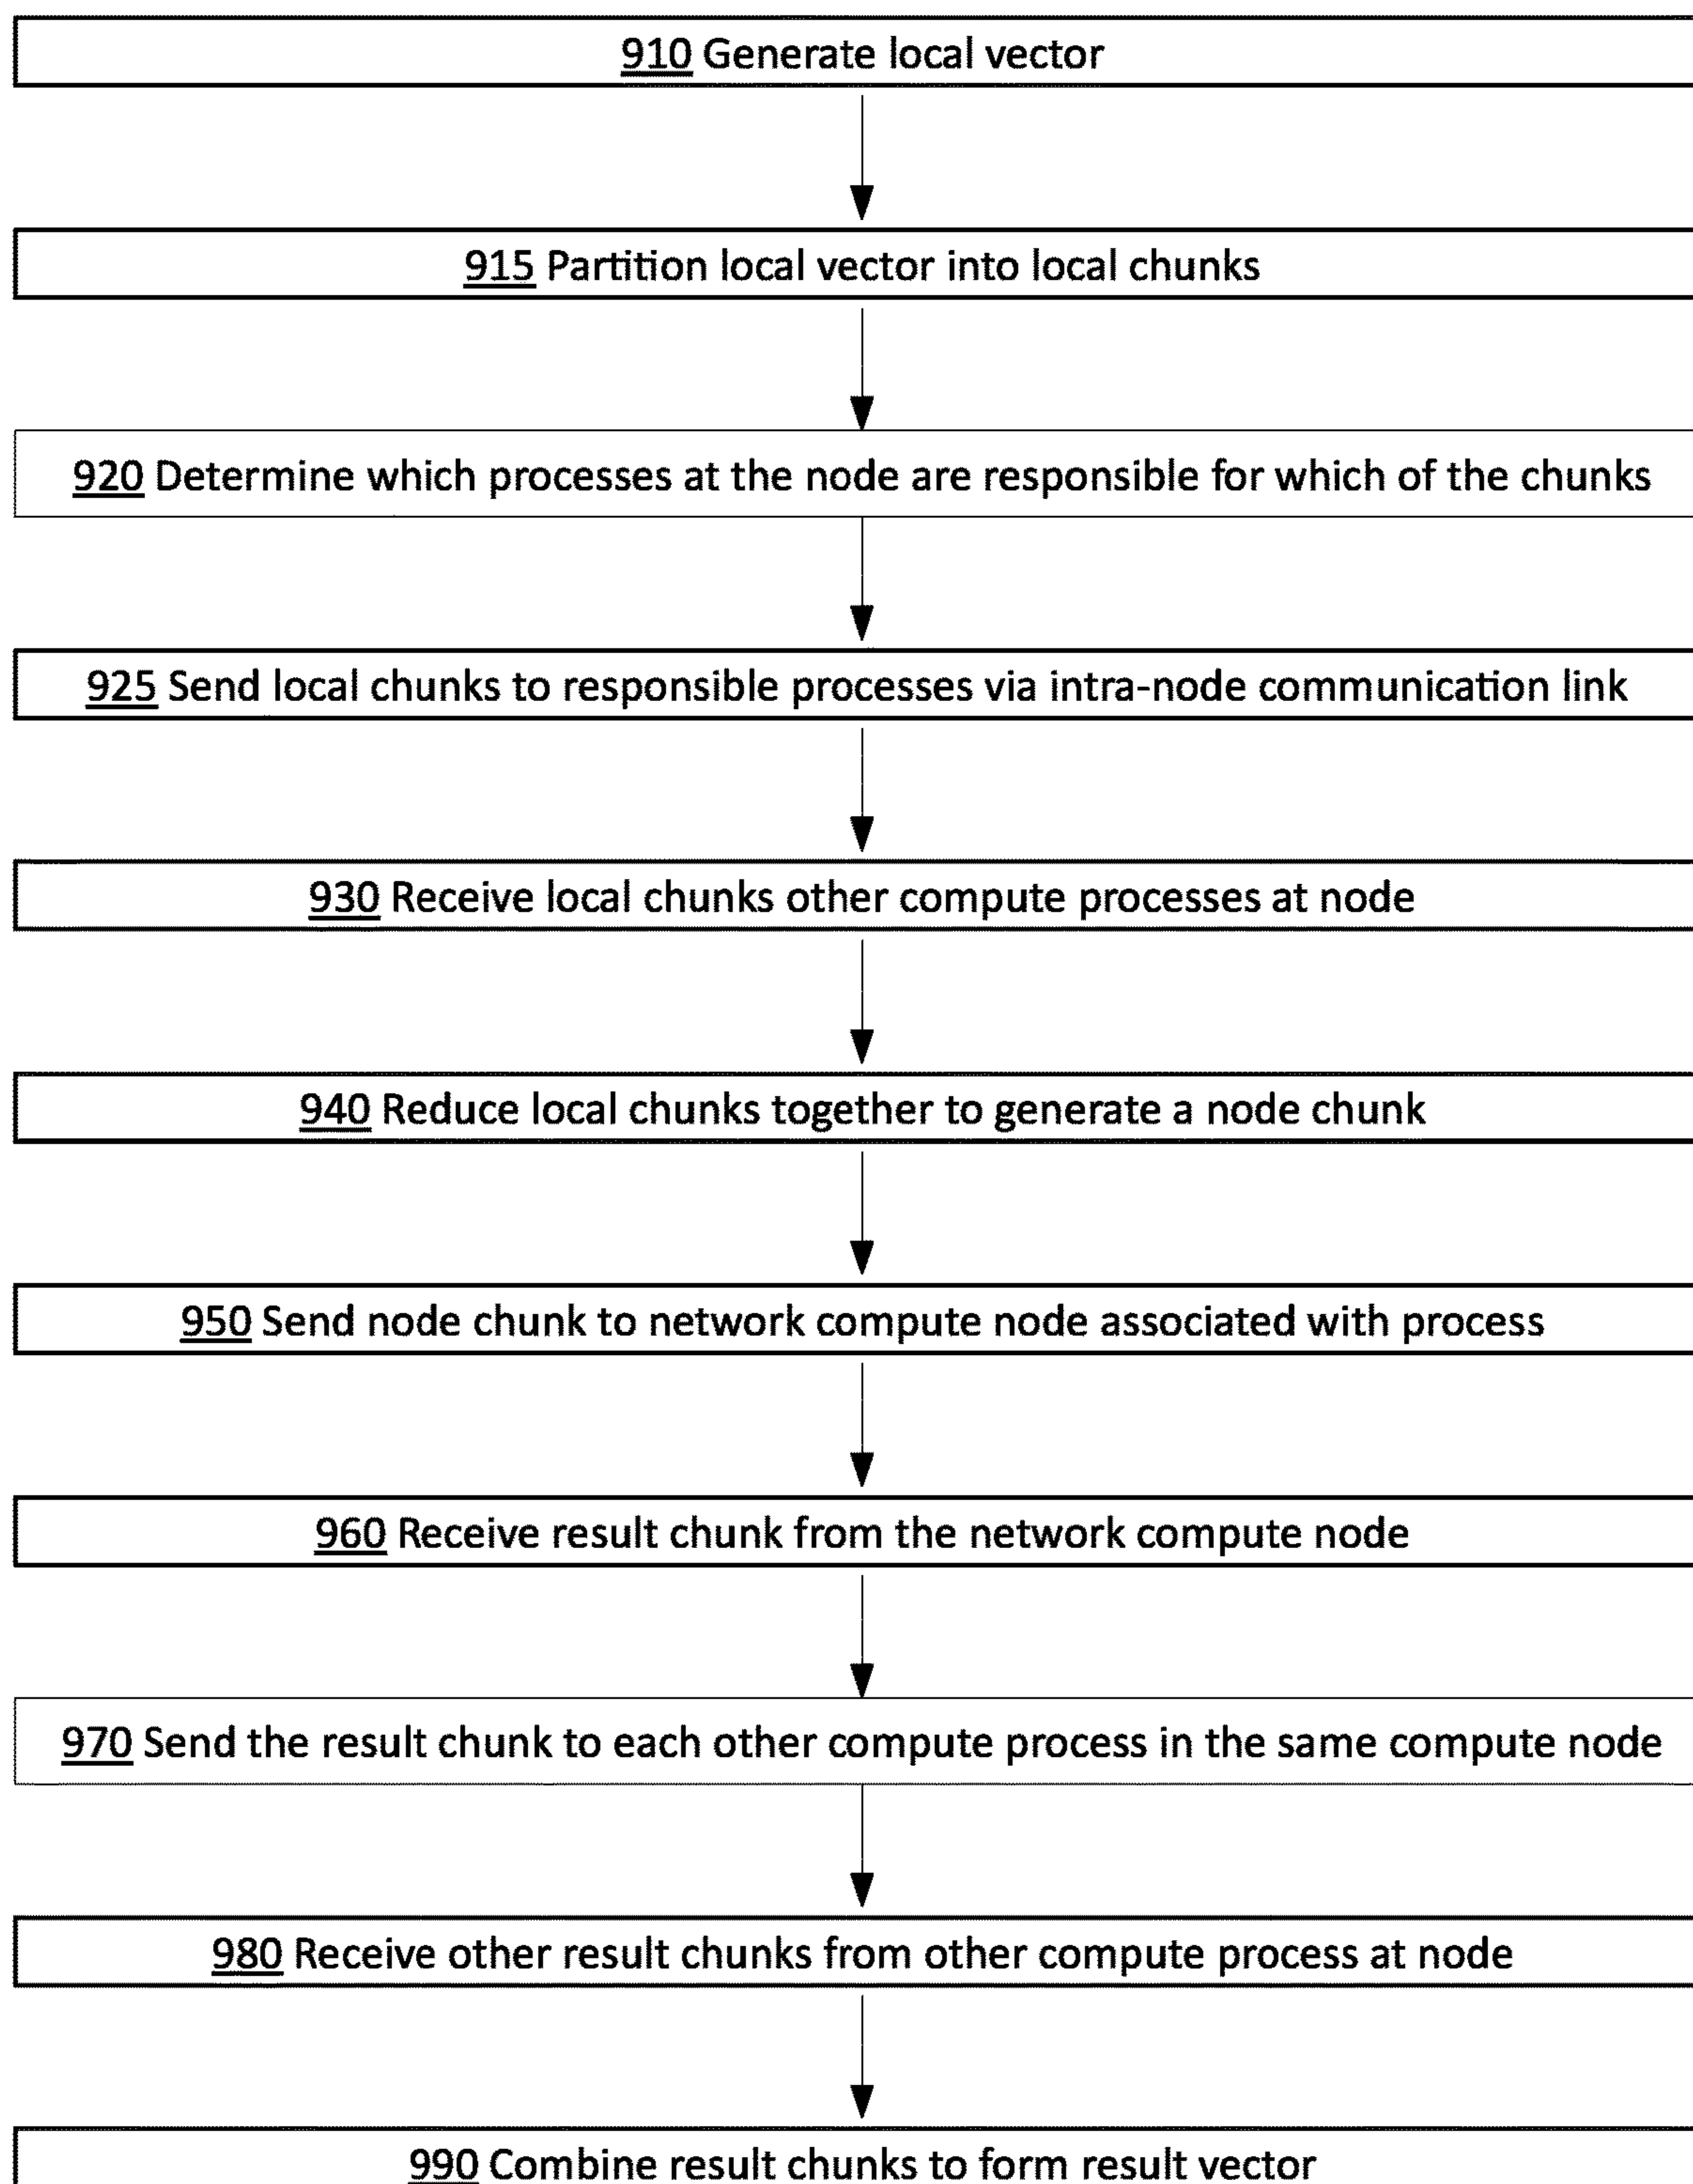 910 Generate local vector
915 Partition local vector into local chunks
920 Determine which processes at the node are responsible for which of the chunks
925 Send local chunks to responsible processes via intra-node communication link
930 Receive local chunks other compute processes at node
940 Reduce local chunks together to generate a node chunk
950 Send node chunk to network compute node associated with process
960 Receive result chunk from the network compute node
970 Send the result chunk to each other compute process in the same compute node
980 Receive other result chunks from other compute process at node
990 Combine result chunks to form result vector